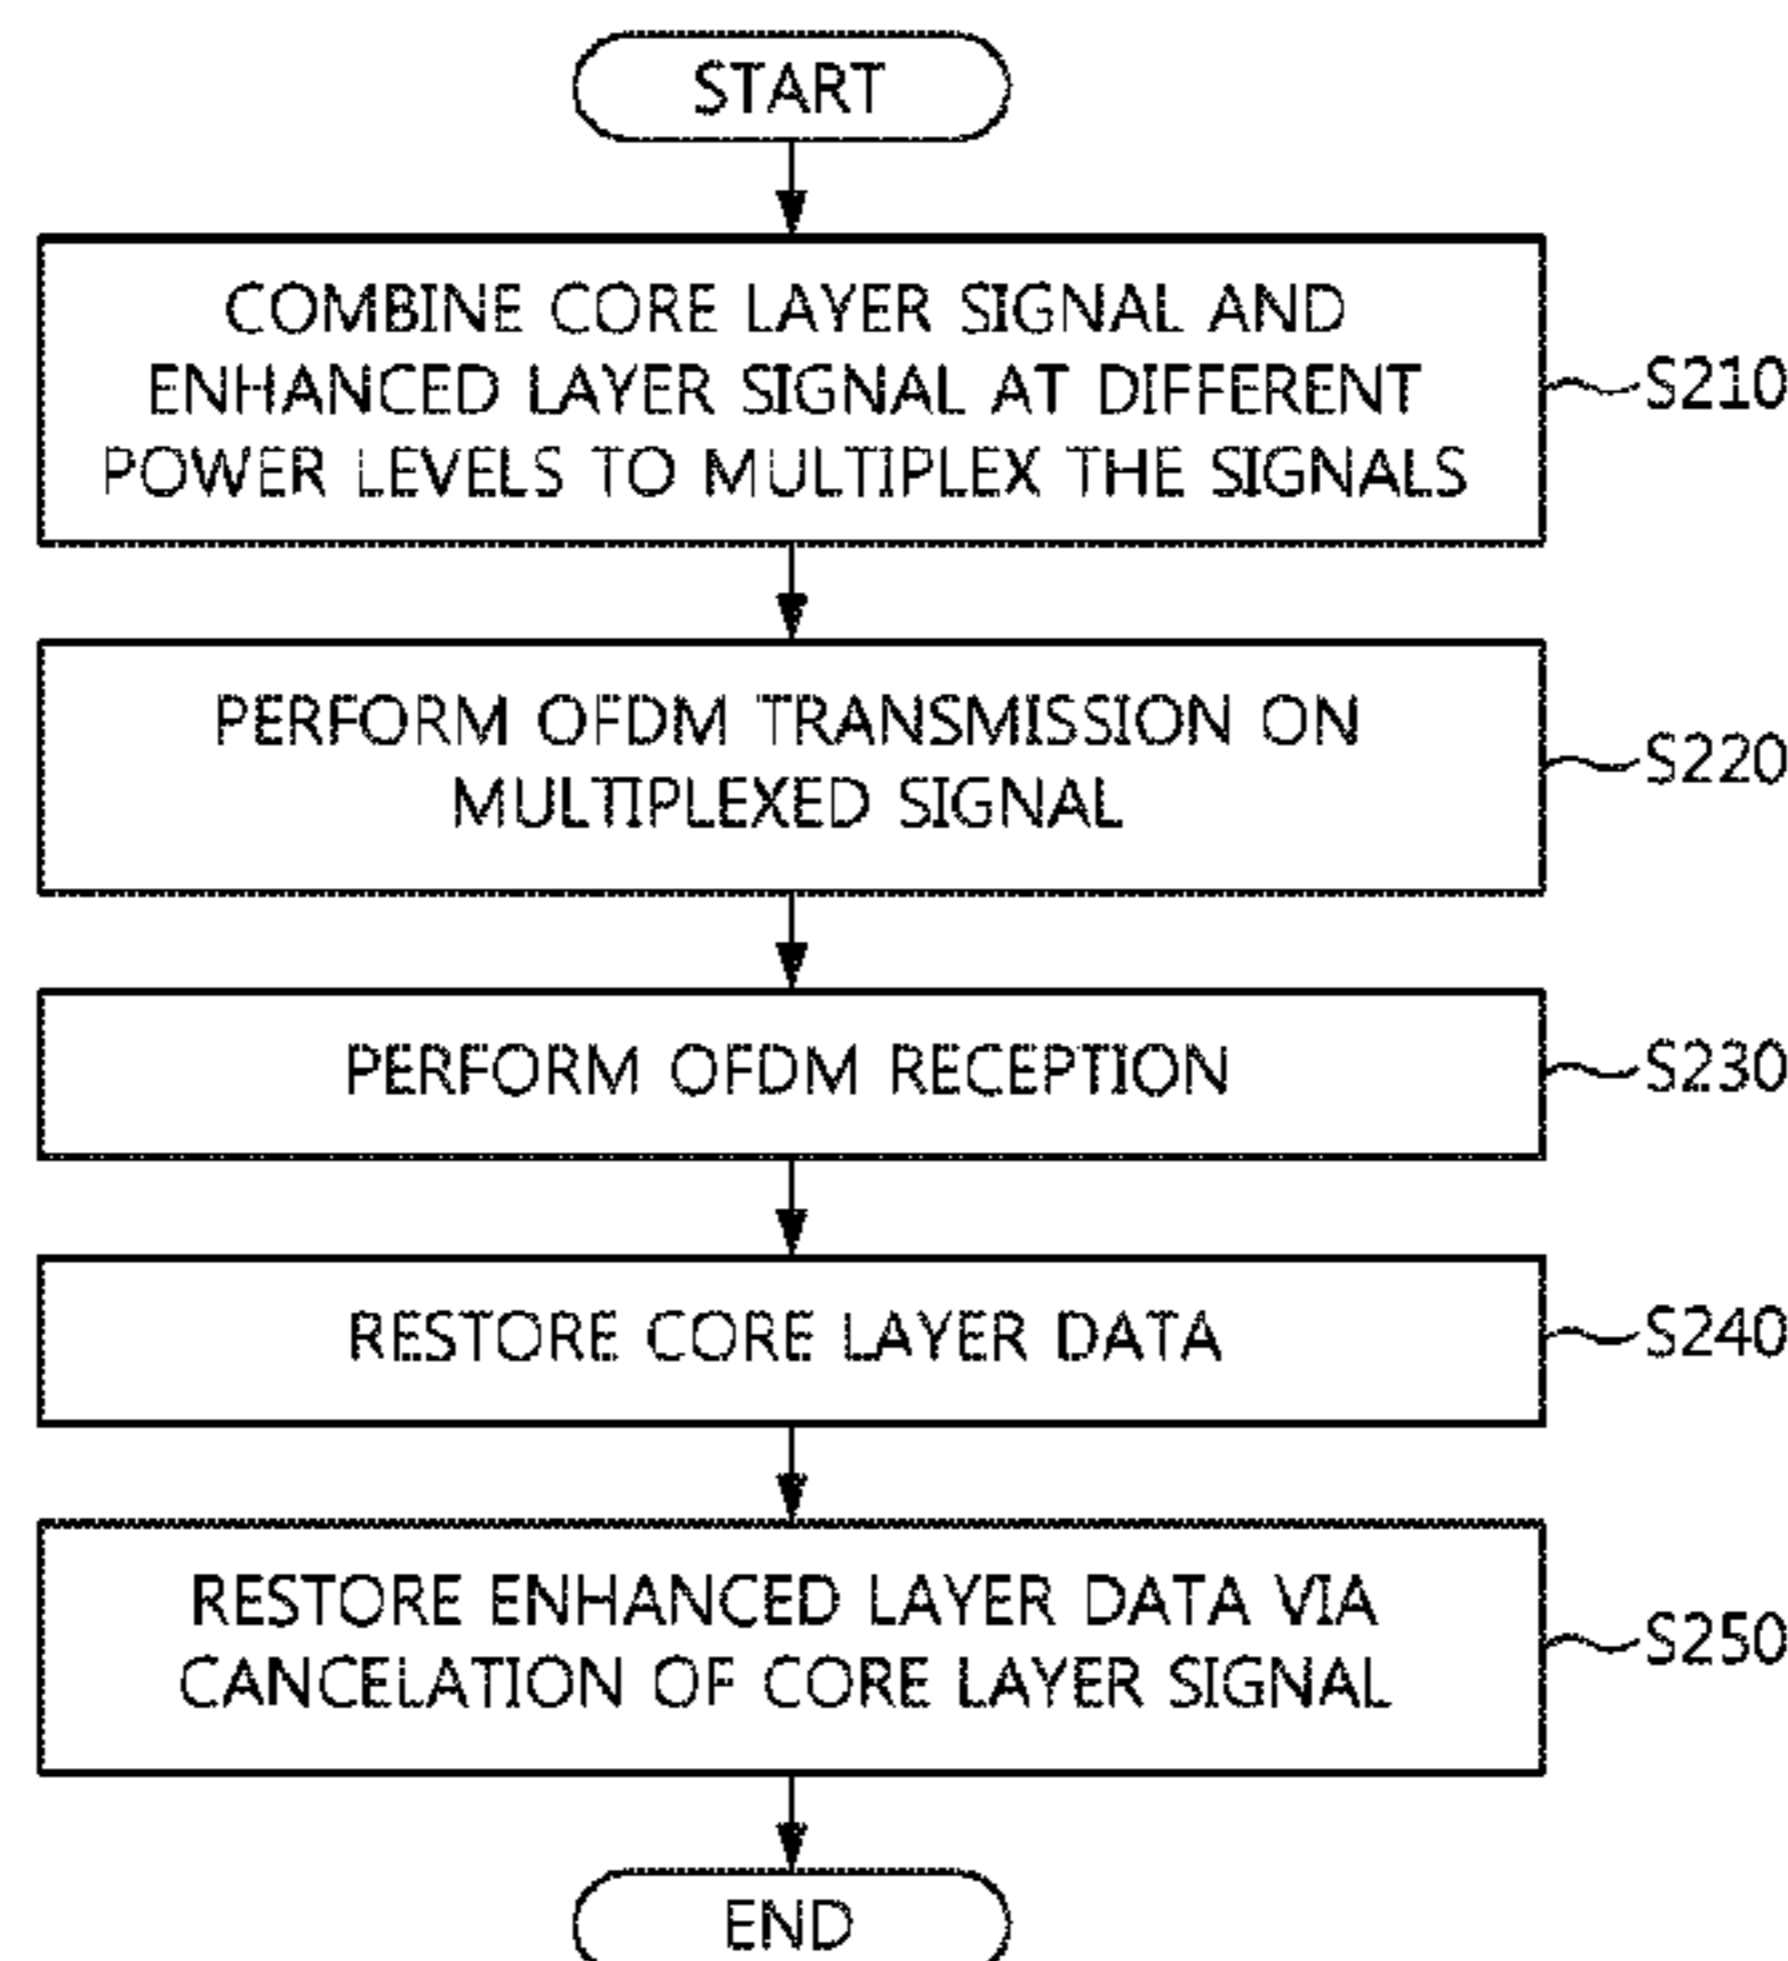 START
COMBINE CORE LAYER SIGNAL AND
ENHANCED LAYER SIGNAL AT DIFFERENT
POWER LEVELS TO MULTIPLEX THE SIGNALS
S210
PERFORM OFDM TRANSMISSION ON
MULTIPLEXED SIGNAL
S220
PERFORM OFDM RECEPTION
S230
RESTORE CORE LAYER DATA
S240
RESTORE ENHANCED LAYER DATA VIA
CANCELATION OF CORE LAYER SIGNAL
S250
END